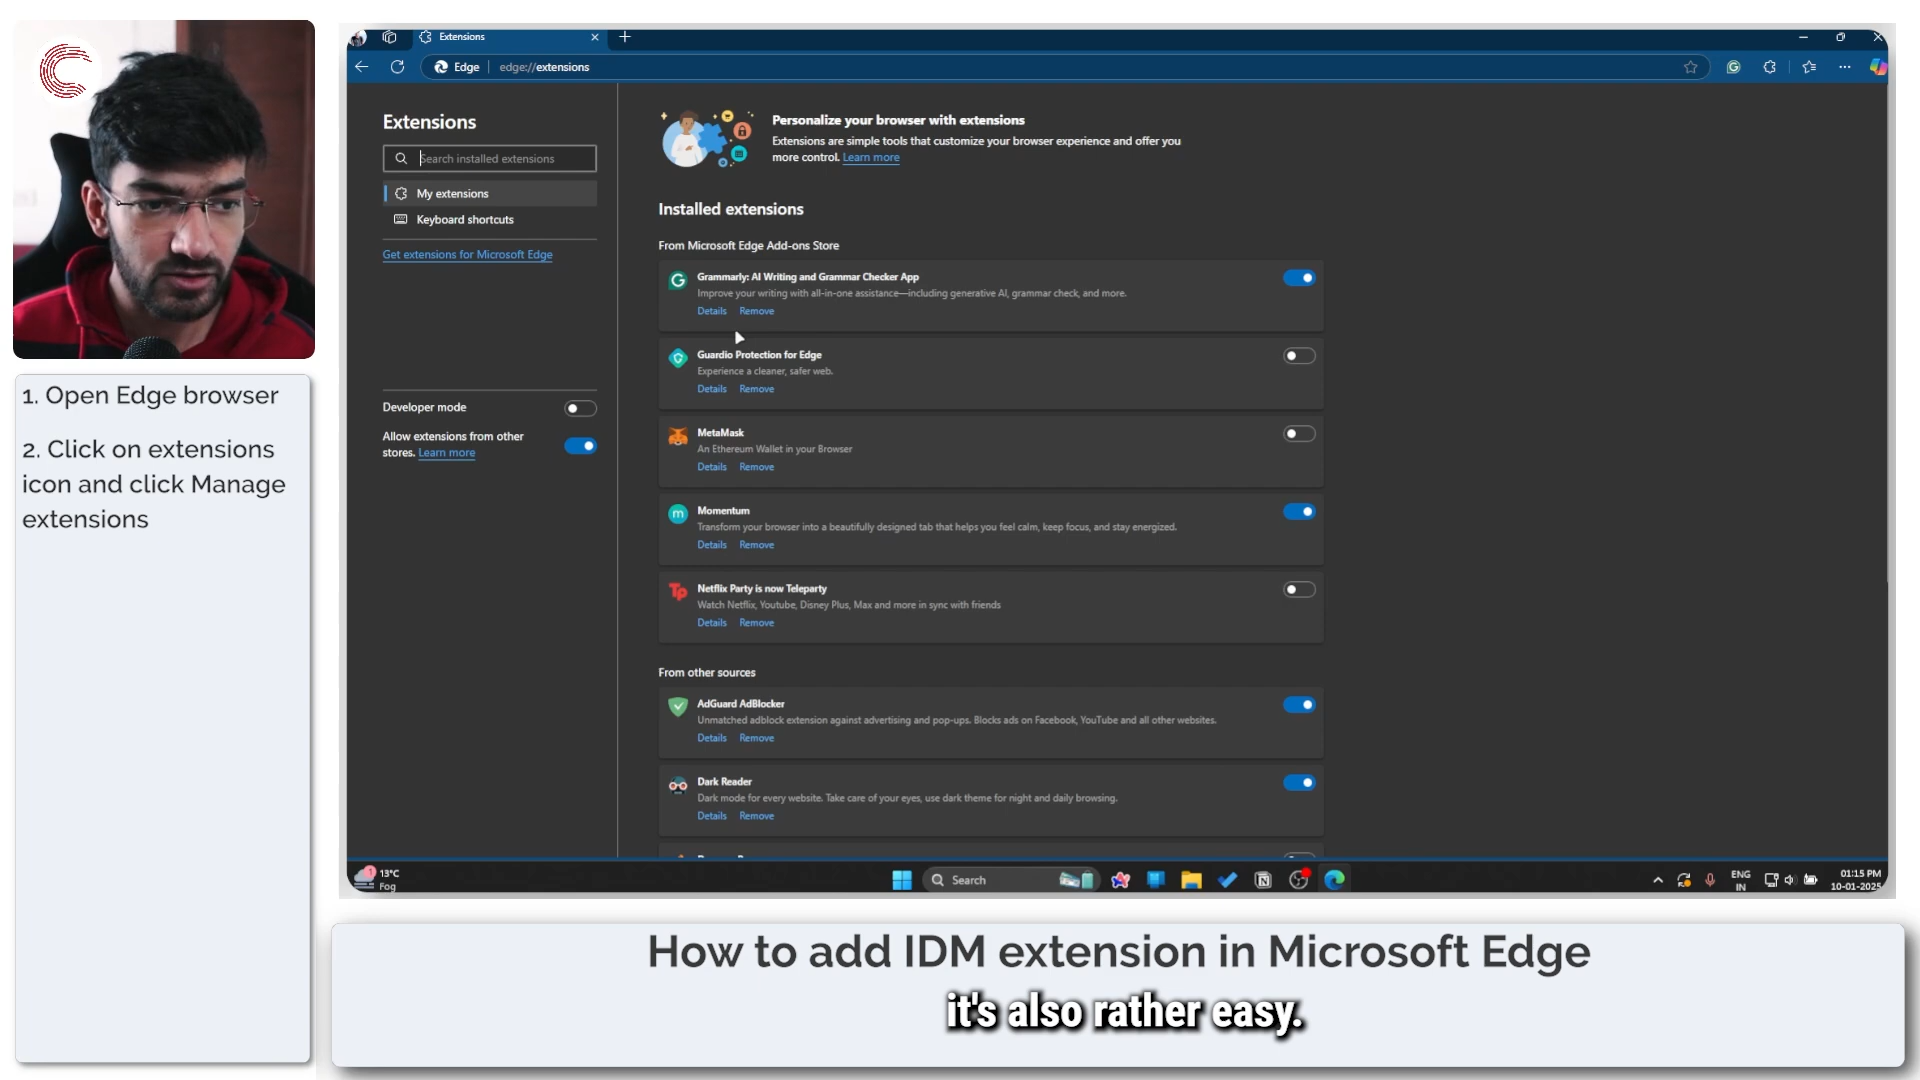 Extensions
Edge
edge://extensions
Extensions
Search installed extensions
My extensions
Keyboard shortcuts
Get extensions for Microsoft Edge
Developer mode
Allow extensions from other
stores. Learn more
Personalize your browser with extensions
Extensions are simple tools that customize your browser experience and offer you
more control. Learn more
Installed extensions
From Microsoft Edge Add-ons Store
Grammarly: AI Writing and Grammar Checker App
Improve your writing with all-in-one assistance—including generative AI, grammar check, and more.
Details Remove
Guardio Protection for Edge
Experience a cleaner, safer web.
Details Remove
MetaMask
An Ethereum Wallet in your Browser
Details Remove
Momentum
Transform your browser into a beautifully designed tab that helps you feel calm, keep focus, and stay energized.
Details Remove
Netflix Party is now Teleparty
Watch Netflix, Youtube, Disney Plus, Max and more in sync with friends
Details Remove
From other sources
AdGuard AdBlocker
Unmatched adblock extension against advertising and pop-ups. Blocks ads on Facebook, YouTube and all other websites.
Details Remove
Dark Reader
Dark mode for every website. Take care of your eyes, use dark theme for night and daily browsing.
Details Remove
13°C
Fog
Search
ENG
IN
01:15 PM
10-01-2025
1. Open Edge browser
2. Click on extensions
icon and click Manage
extensions
How to add IDM extension in Microsoft Edge
it's also rather easy.